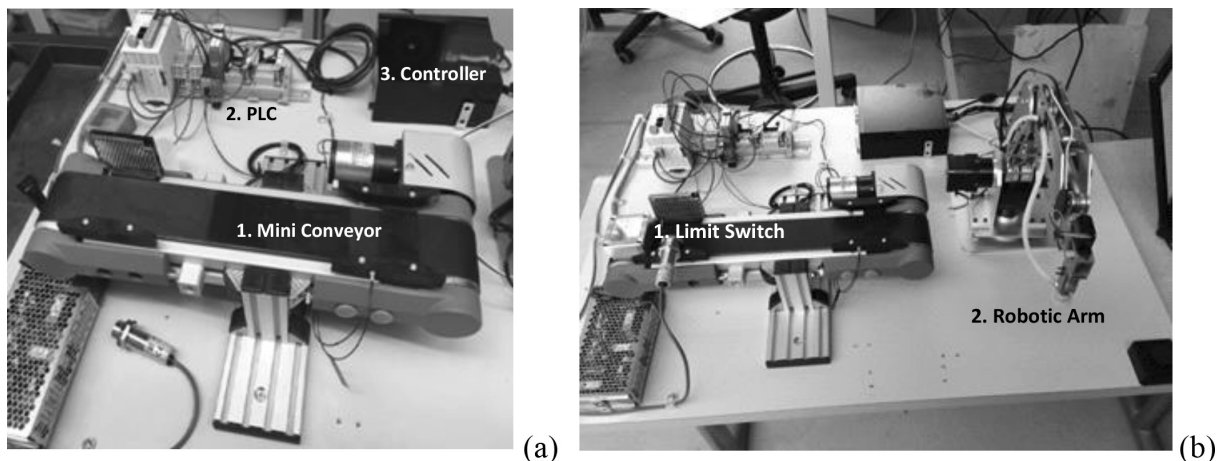 3. Controller
2. PLC
1. Mini Conveyor
(a)
1. Limit Switch
2. Robotic Arm
(b)